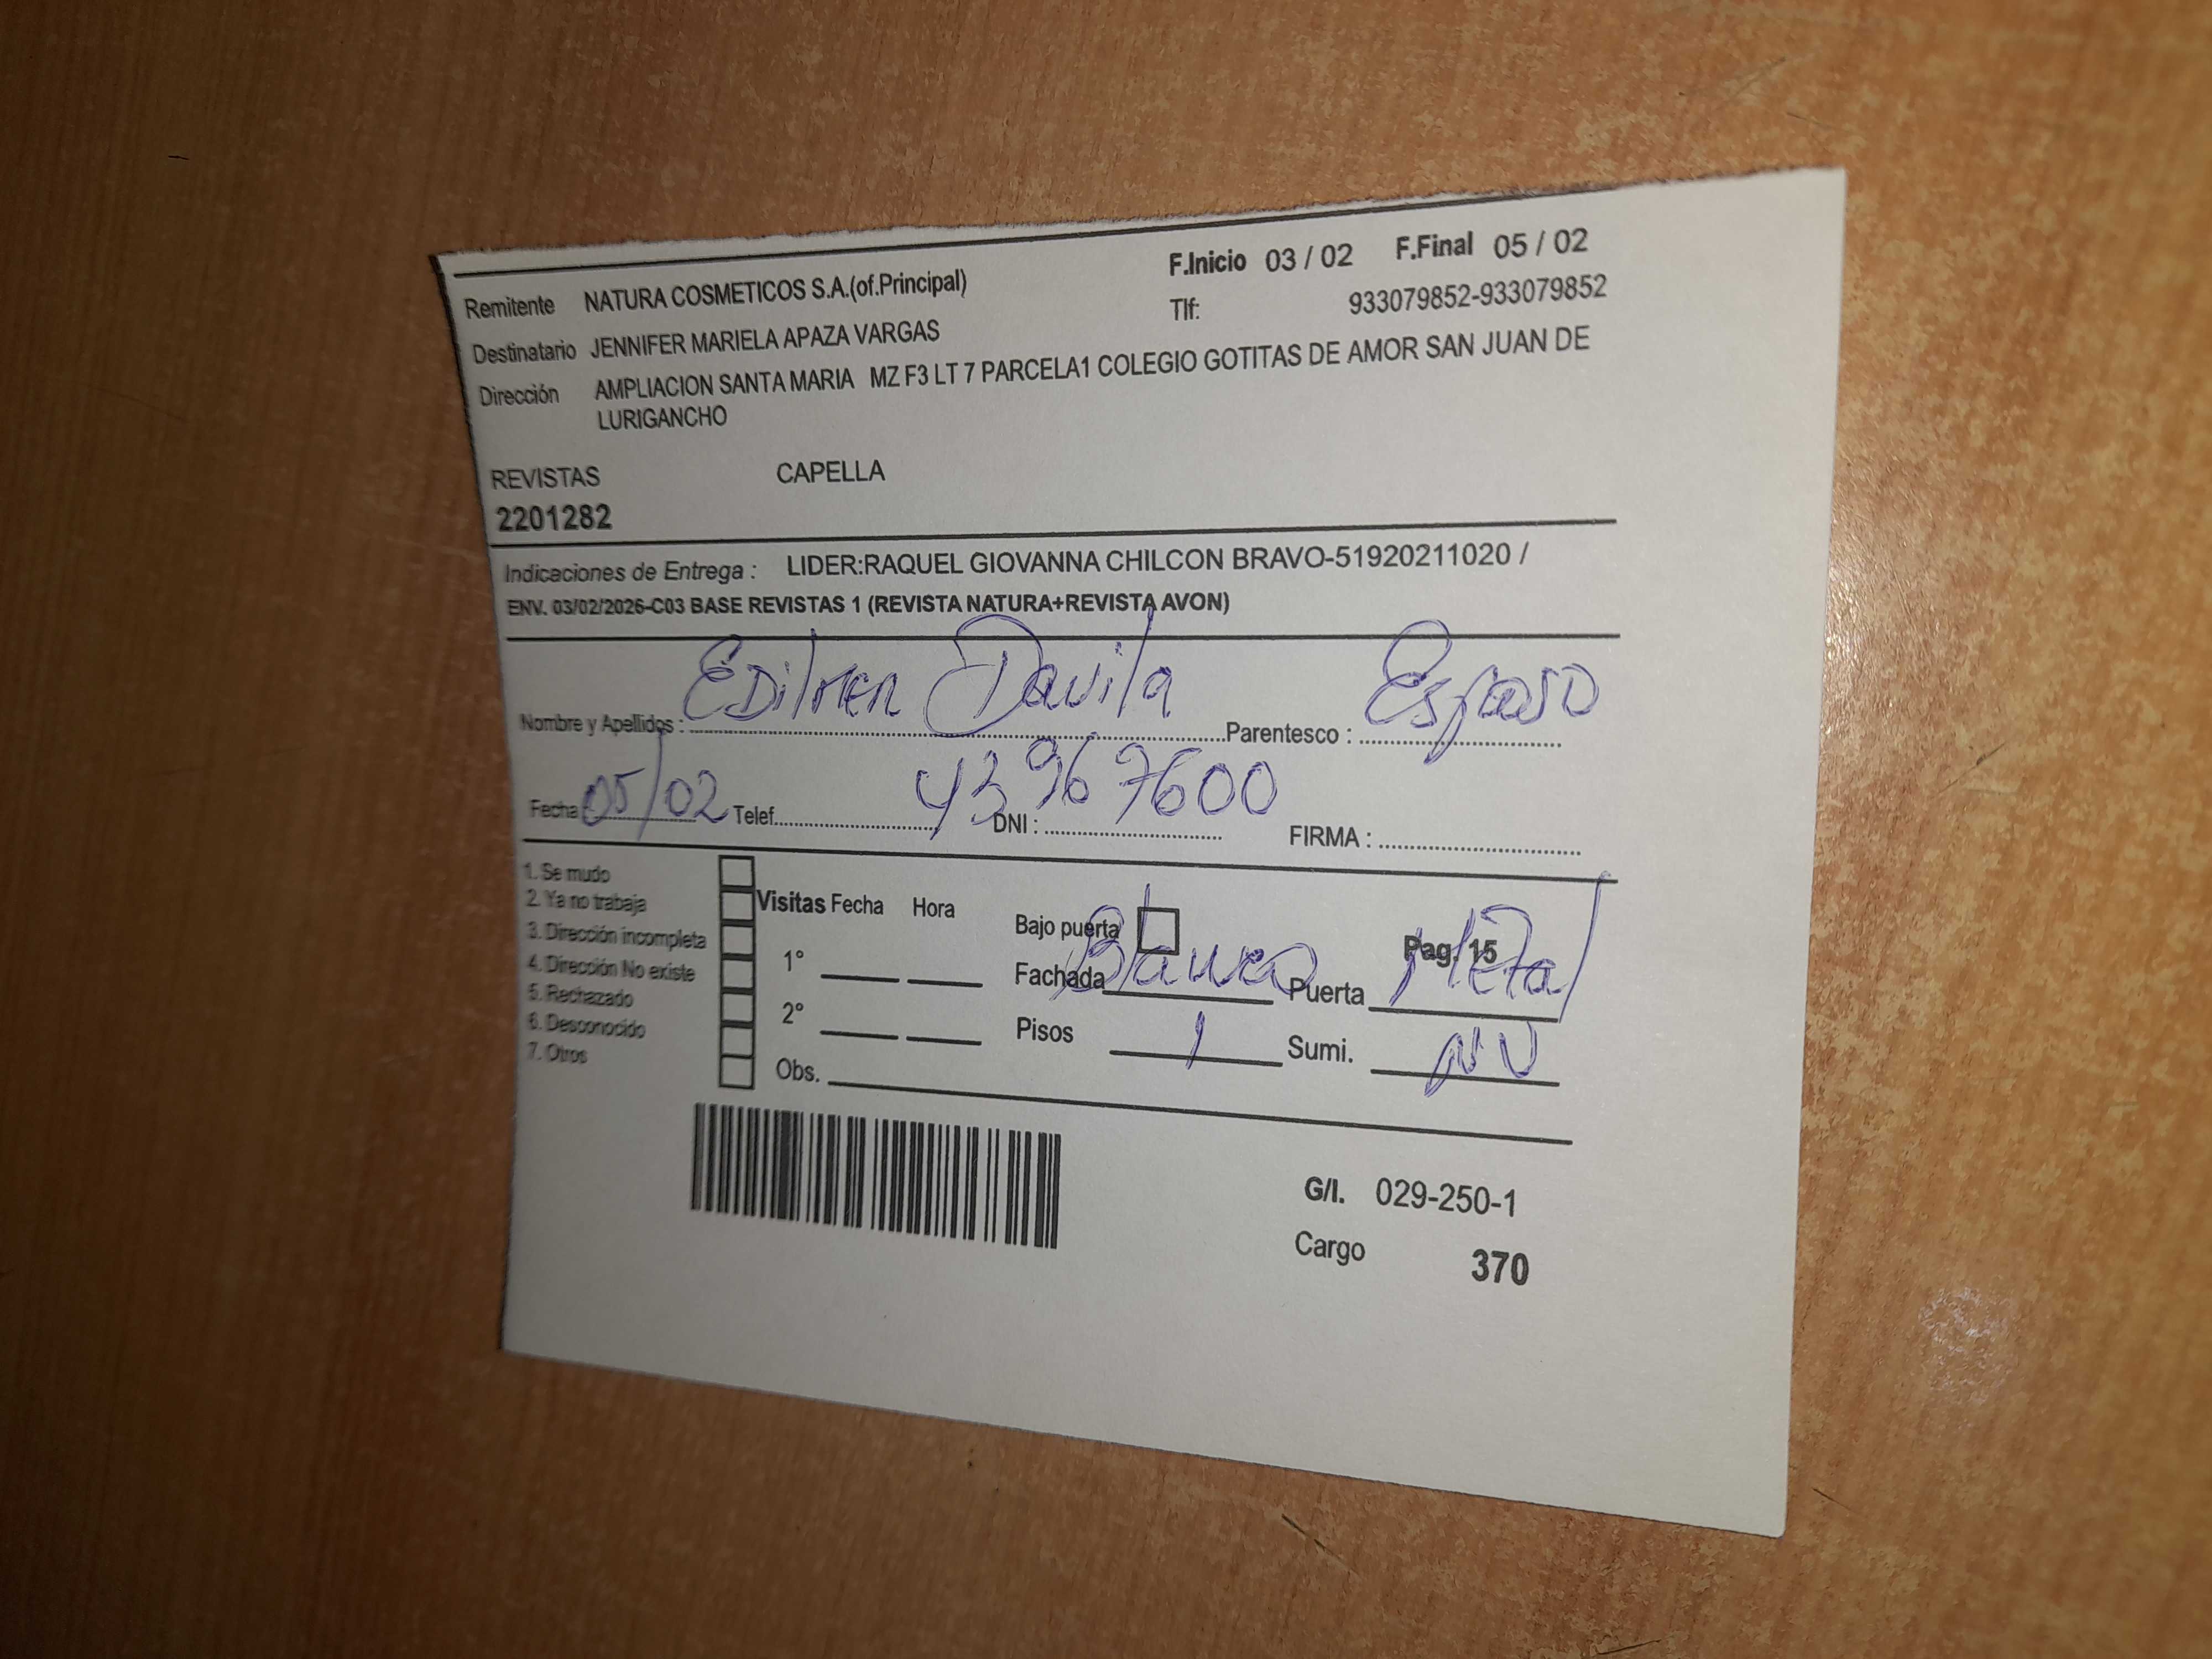 F.Inicio 03 / 02 F.Final 05 / 02
Remitente NATURA COSMETICOS S.A.(of.Principal) Tlf: 933079852-933079852
Destinatario JENNIFER MARIELA APAZA VARGAS
Dirección AMPLIACION SANTA MARIA MZ F3 LT 7 PARCELA1 COLEGIO GOTITAS DE AMOR SAN JUAN DE
LURIGANCHO
REVISTAS CAPELLA
2201282
Indicaciones de Entrega : LIDER:RAQUEL GIOVANNA CHILCON BRAVO-51920211020 /
ENV. 03/02/2026-C03 BASE REVISTAS 1 (REVISTA NATURA+REVISTA AVON)
Nombre y Apellidos : Edilmer Davila Parentesco : Esposo
Fecha : 05/02 Telef. DNI : 43967600 FIRMA :
1. Se mudo
2. Ya no trabaja
3. Dirección incompleta
4. Dirección No existe
5. Rechazado
6. Desconocido
7. Otros
Visitas Fecha Hora
1°
2°
Obs.
Bajo puerta Pag. 15
Fachada Blanco Puerta Metal
Pisos 1 Sumi. NV
G/I. 029-250-1
Cargo 370